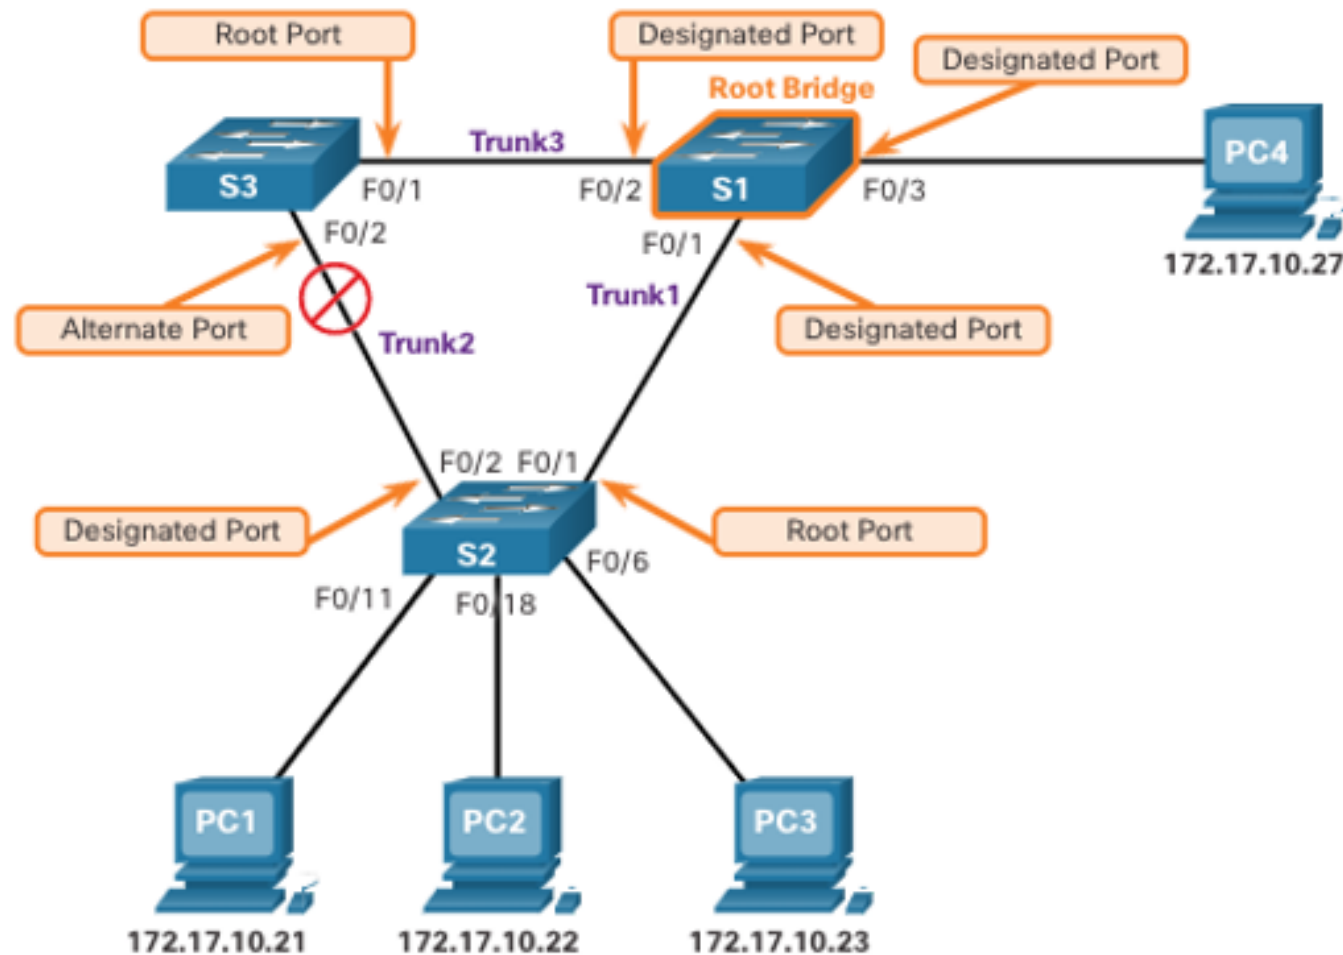 Root Port
Designated Port
Designated Port
Root Bridge
Trunk3
S3
F0/1
F0/2
S1
F0/3
PC4
172.17.10.27
F0/2
F0/1
Alternate Port
Trunk2
Trunk1
Designated Port
F0/2
F0/1
Designated Port
Root Port
S2
F0/6
F0/11
F0/18
PC1
PC2
PC3
172.17.10.21
172.17.10.22
172.17.10.23